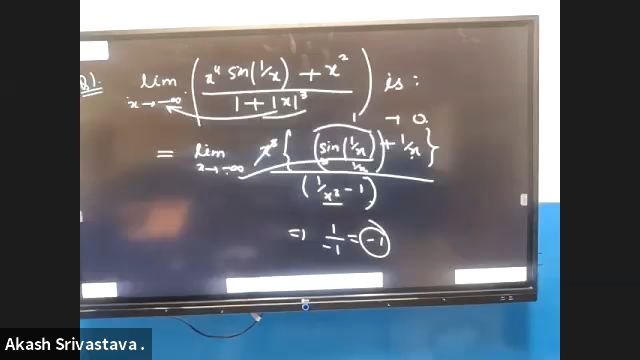 lim x→-∞ ( (x⁴ sin(1/x) + x²) / (1 + |x|³) ) is:
1 → 0
= lim x→-∞ x³ { ( sin(1/x) / 1/x ) + 1/x } / ( 1/x³ - 1 )
⇒ 1/-1 = -1
Akash Srivastava .